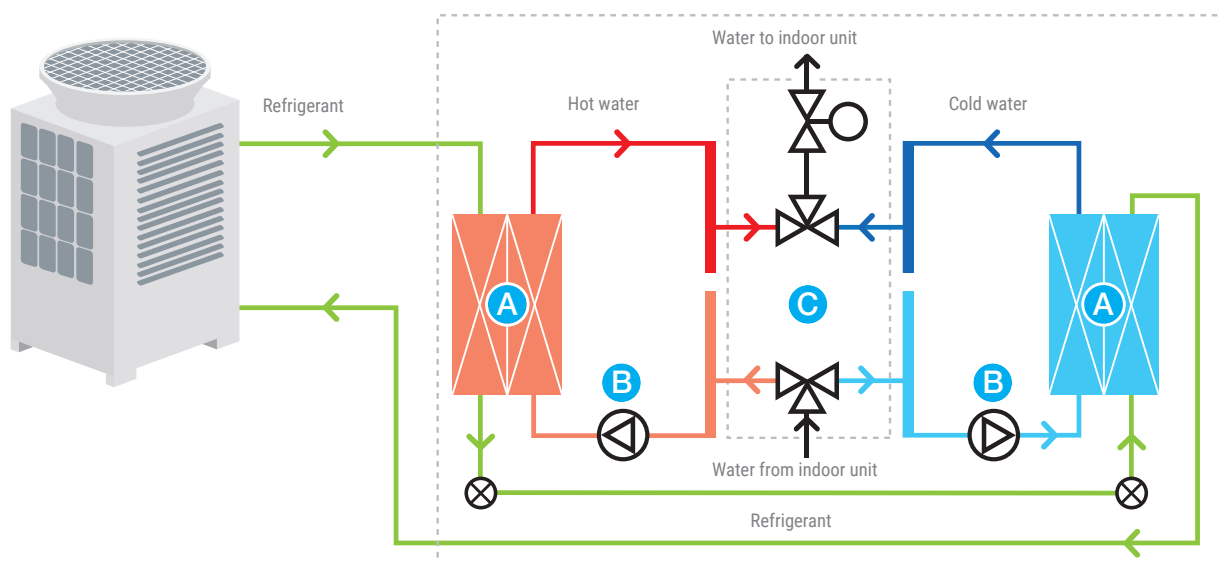 Water to indoor unit
Refrigerant
Hot water
Cold water
A
C
A
B
B
Water from indoor unit
Refrigerant